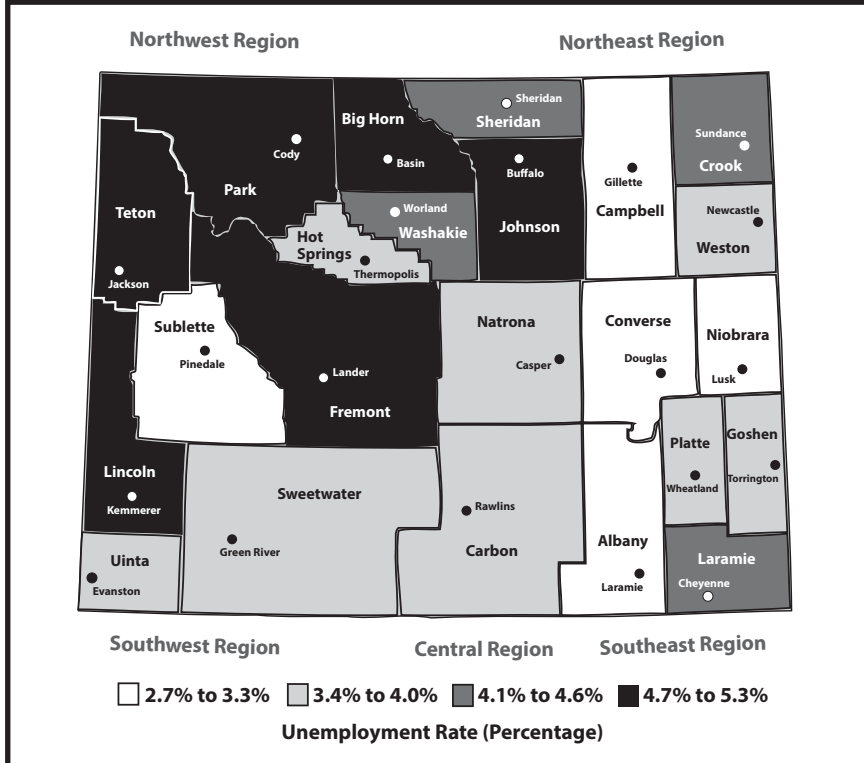 Northwest Region
Northeast Region
Sheridan
Sheridan
Big Horn
Basin
Cody
Park
Buffalo
Johnson
Gillette
Campbell
Sundance
Crook
Newcastle
Weston
Teton
Jackson
Worland
Washakie
Hot
Springs
Thermopolis
Sublette
Pinedale
Lander
Fremont
Natrona
Casper
Converse
Douglas
Niobrara
Lusk
Lincoln
Kemmerer
Sweetwater
Green River
Rawlins
Carbon
Platte
Wheatland
Goshen
Torrington
Uinta
Evanston
Albany
Laramie
Laramie
Cheyenne
Southwest Region
Central Region
Southeast Region
2.7% to 3.3%
3.4% to 4.0%
4.1% to 4.6%
4.7% to 5.3%
Unemployment Rate (Percentage)